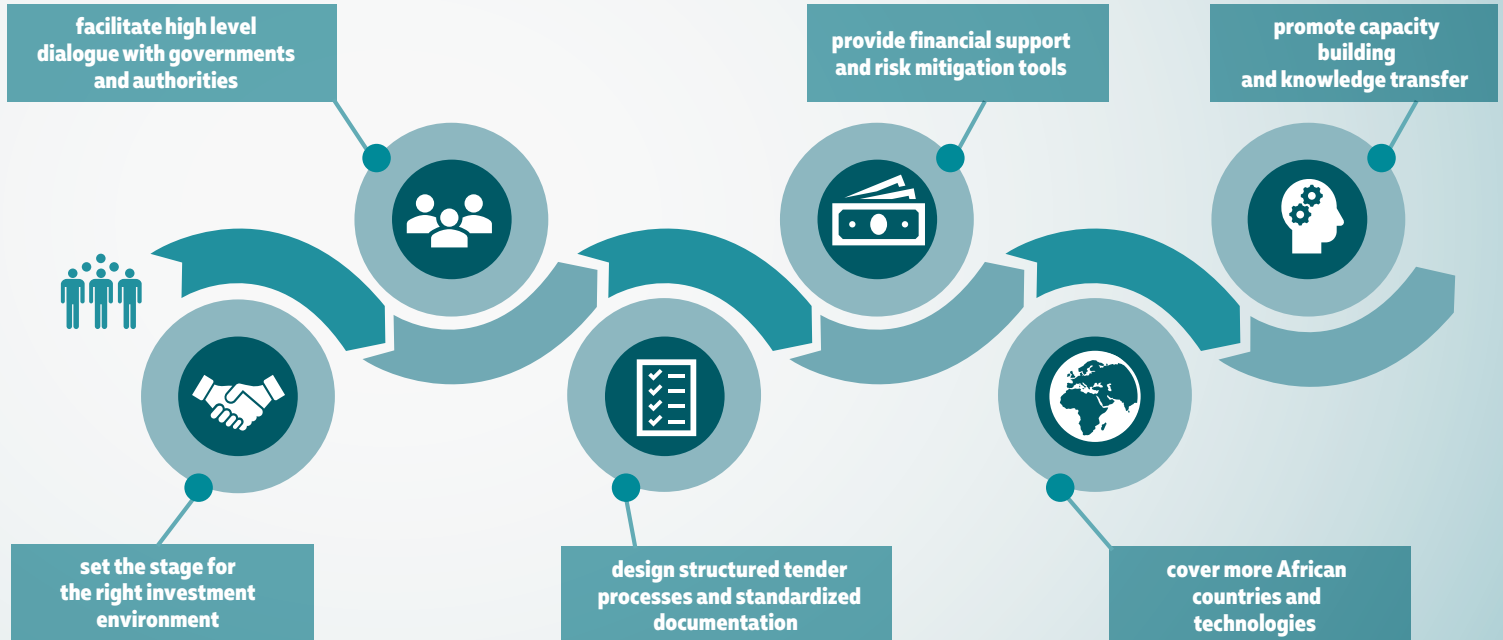 facilitate high level
dialogue with governments
and authorities
provide financial support
and risk mitigation tools
promote capacity
building
and knowledge transfer
set the stage for
the right investment
environment
design structured tender
processes and standardized
documentation
cover more African
countries and
technologies